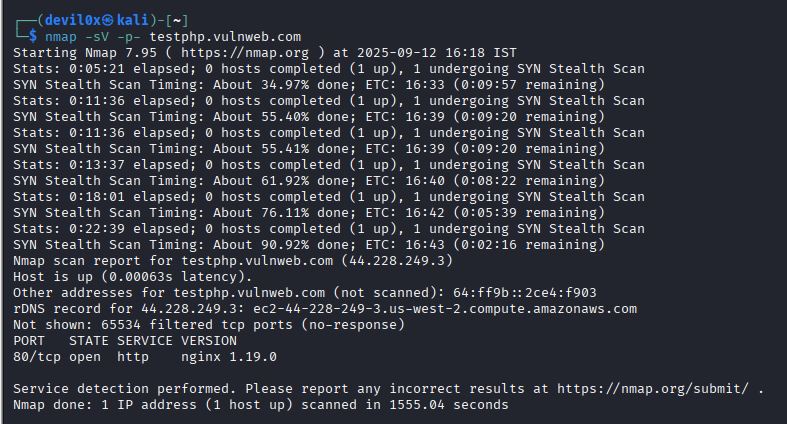 ┌──(devil0x㉿kali)-[~]
└─$ nmap -sV -p- testphp.vulnweb.com
Starting Nmap 7.95 ( https://nmap.org ) at 2025-09-12 16:18 IST
Stats: 0:05:21 elapsed; 0 hosts completed (1 up), 1 undergoing SYN Stealth Scan
SYN Stealth Scan Timing: About 34.97% done; ETC: 16:33 (0:09:57 remaining)
Stats: 0:11:36 elapsed; 0 hosts completed (1 up), 1 undergoing SYN Stealth Scan
SYN Stealth Scan Timing: About 55.40% done; ETC: 16:39 (0:09:20 remaining)
Stats: 0:11:36 elapsed; 0 hosts completed (1 up), 1 undergoing SYN Stealth Scan
SYN Stealth Scan Timing: About 55.41% done; ETC: 16:39 (0:09:20 remaining)
Stats: 0:13:37 elapsed; 0 hosts completed (1 up), 1 undergoing SYN Stealth Scan
SYN Stealth Scan Timing: About 61.92% done; ETC: 16:40 (0:08:22 remaining)
Stats: 0:18:01 elapsed; 0 hosts completed (1 up), 1 undergoing SYN Stealth Scan
SYN Stealth Scan Timing: About 76.11% done; ETC: 16:42 (0:05:39 remaining)
Stats: 0:22:39 elapsed; 0 hosts completed (1 up), 1 undergoing SYN Stealth Scan
SYN Stealth Scan Timing: About 90.92% done; ETC: 16:43 (0:02:16 remaining)
Nmap scan report for testphp.vulnweb.com (44.228.249.3)
Host is up (0.00063s latency).
Other addresses for testphp.vulnweb.com (not scanned): 64:ff9b::2ce4:f903
rDNS record for 44.228.249.3: ec2-44-228-249-3.us-west-2.compute.amazonaws.com
Not shown: 65534 filtered tcp ports (no-response)
PORT   STATE SERVICE VERSION
80/tcp open  http    nginx 1.19.0

Service detection performed. Please report any incorrect results at https://nmap.org/submit/ .
Nmap done: 1 IP address (1 host up) scanned in 1555.04 seconds